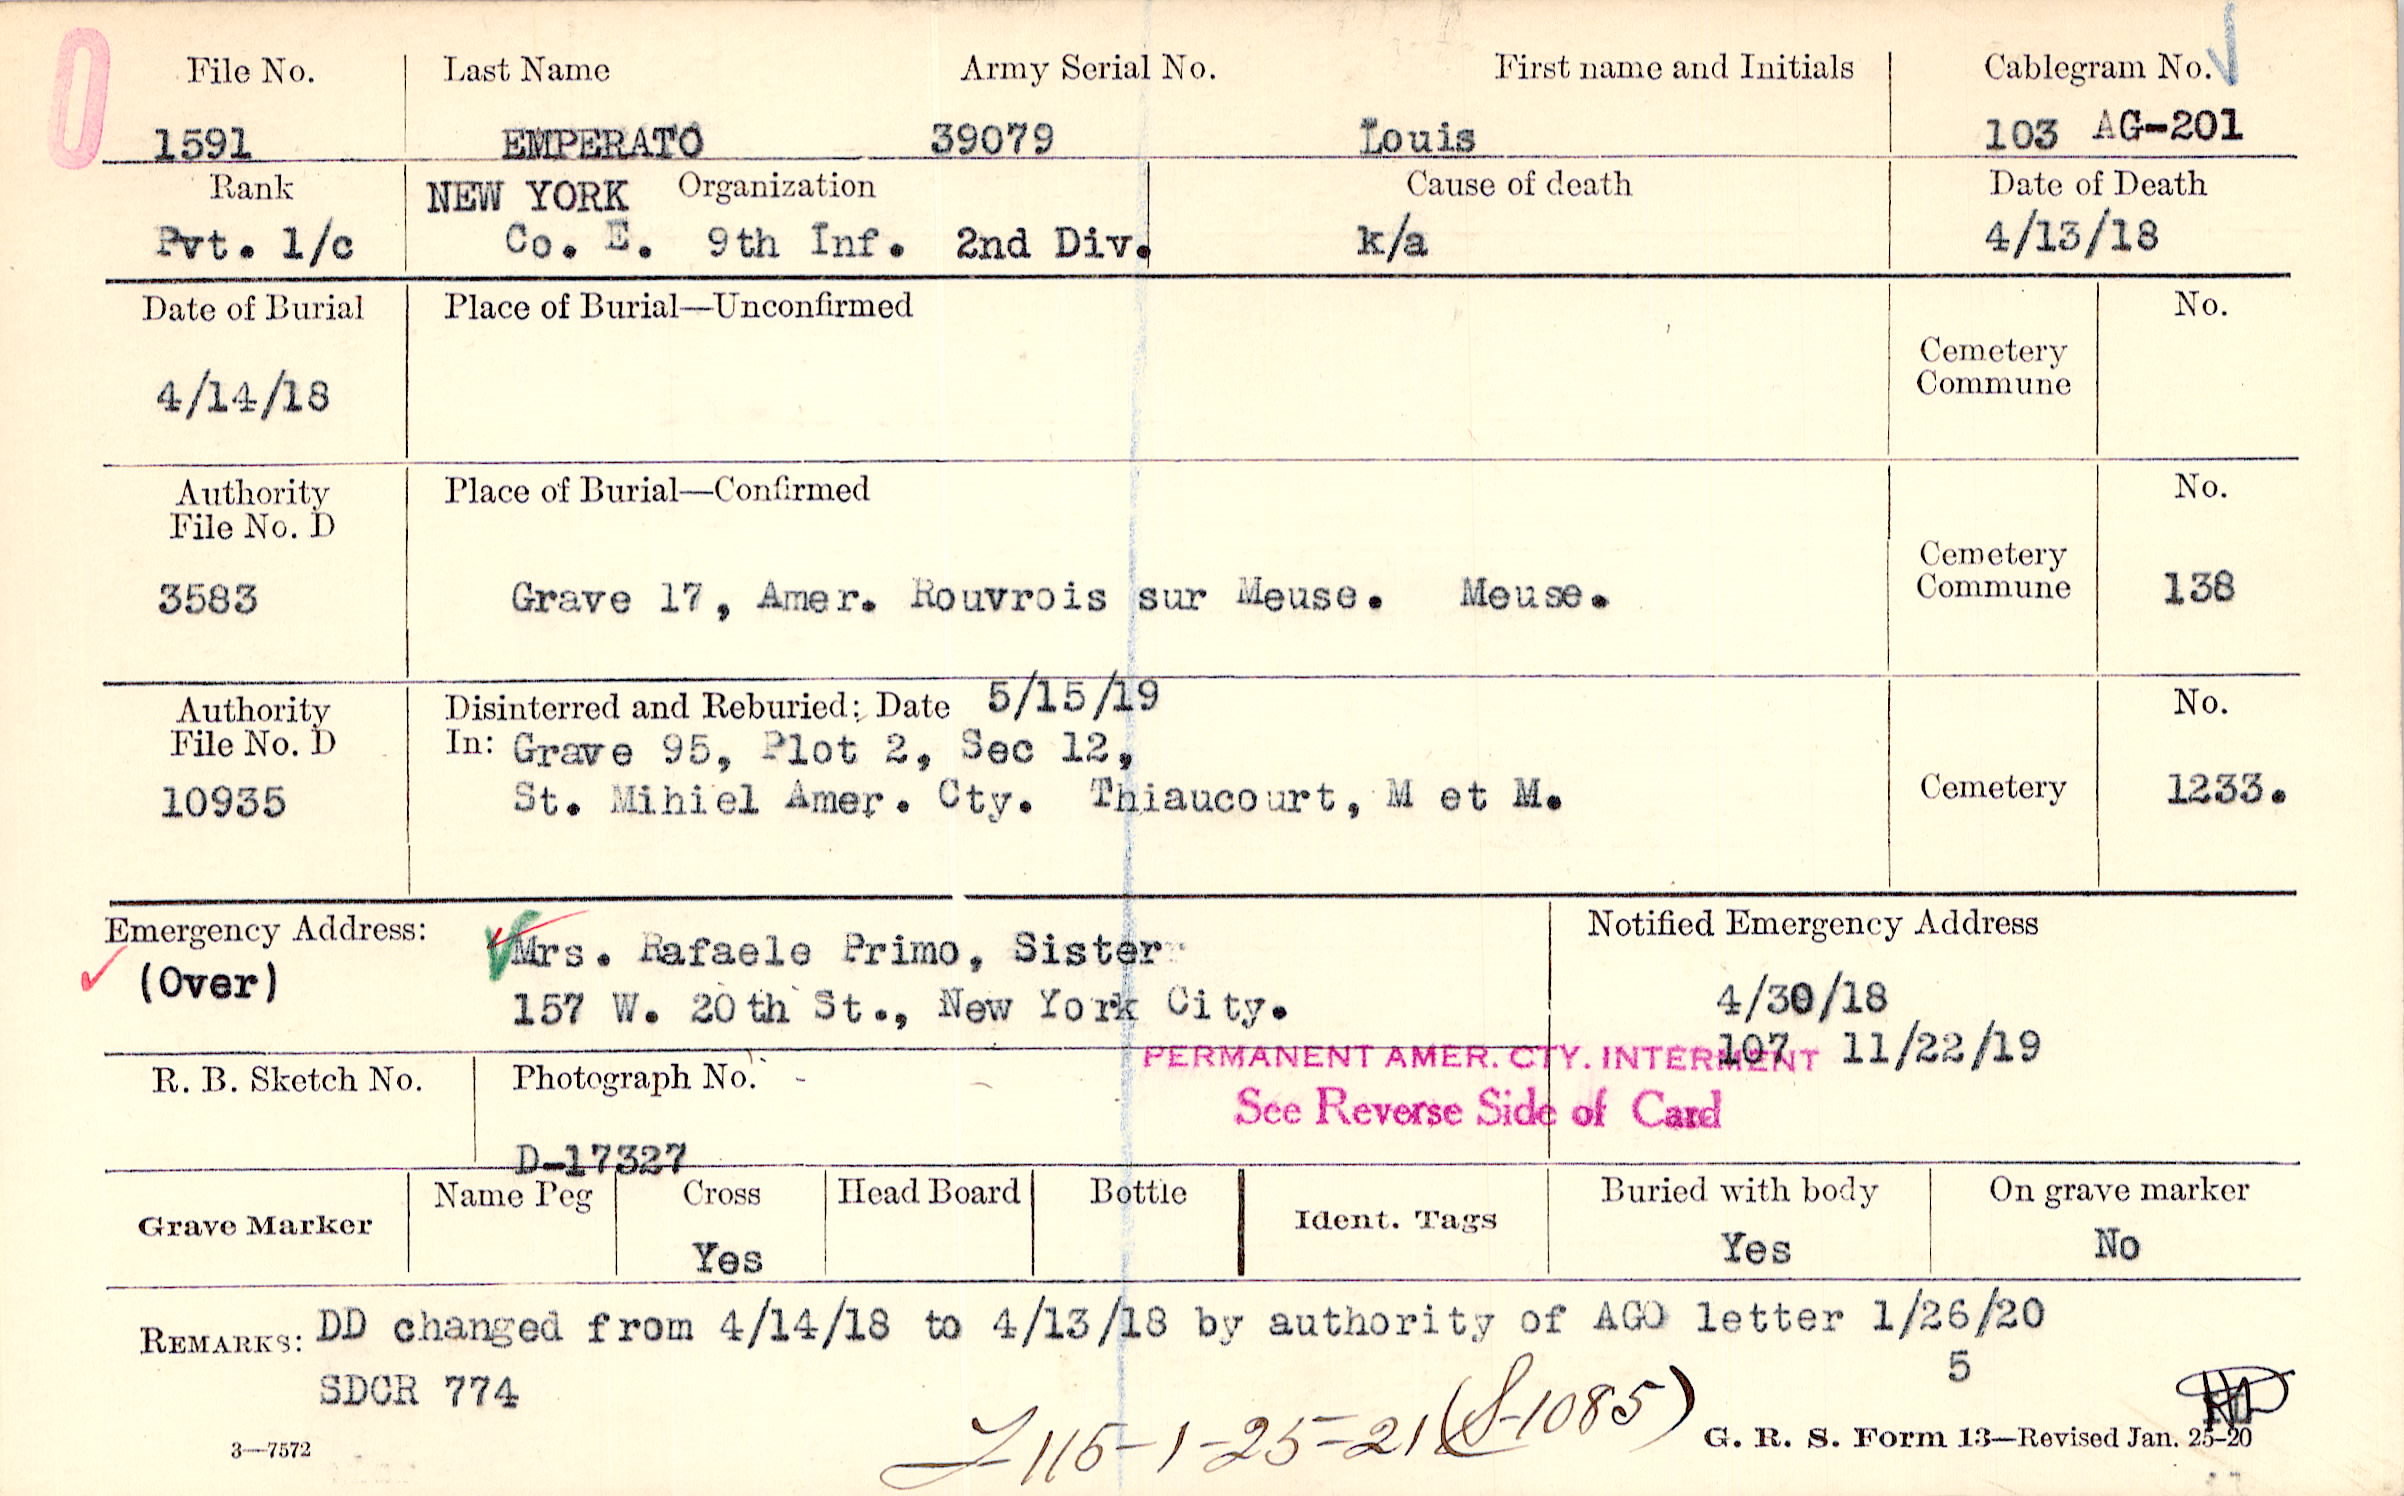 File No. Last Name Army Serial No. First name and Initials Cablegram No.
1591 EMPERATO 39079 Louis 103 AG-201
Rank NEW YORK Organization Cause of death Date of Death
Pvt. 1/c Co. E. 9th Inf. 2nd Div. k/a 4/13/18
Date of Burial Place of Burial—Unconfirmed No.
Cemetery
Commune
4/14/18
Authority Place of Burial—Confirmed No.
File No. D
Cemetery
Commune
3583 Grave 17, Amer. Rouvrois sur Meuse. Meuse. 138
Authority Disinterred and Reburied: Date 5/15/19 No.
File No. D In: Grave 95, Plot 2, Sec 12,
10935 St. Mihiel Amer. Cty. Thiaucourt, M et M. Cemetery 1233.
Emergency Address: Mrs. Rafaele Primo, Sister Notified Emergency Address
(Over) 157 W. 20th St., New York City. 4/30/18
PERMANENT AMER. CTY. INTERMENT 107 11/22/19
R. B. Sketch No. Photograph No.
See Reverse Side of Card
D-17327
Grave Marker Name Peg Cross Head Board Bottle Ident. Tags Buried with body On grave marker
Yes Yes No
REMARKS: DD changed from 4/14/18 to 4/13/18 by authority of AGO letter 1/26/20
5
SDCR 774
115-1-25-21 (S-1085)
3—7572 G. R. S. Form 13—Revised Jan. 25-20